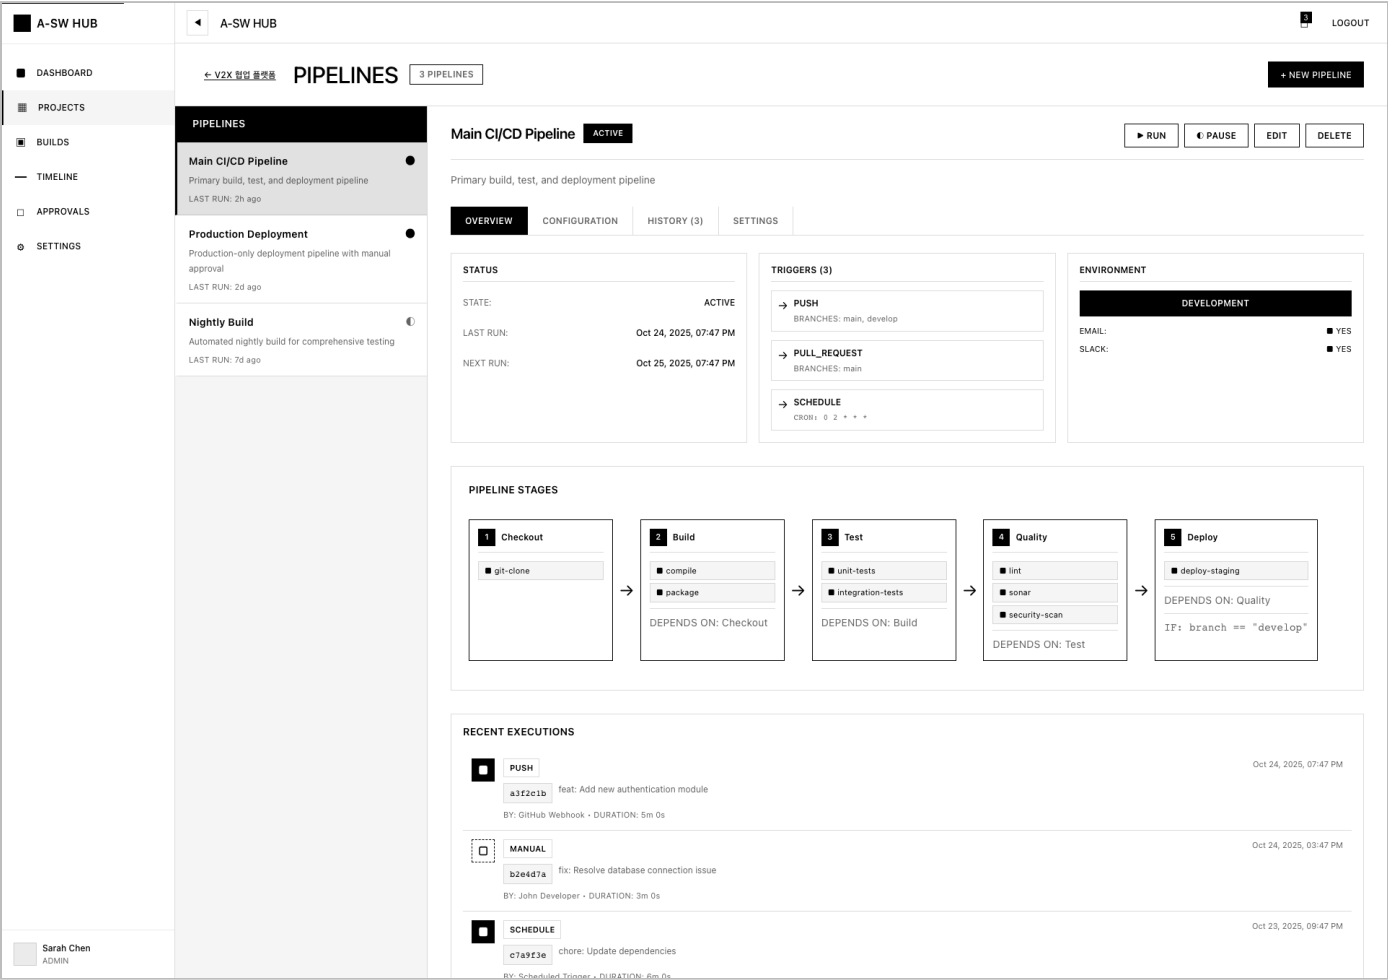 A-SW HUB
DASHBOARD
PROJECTS
BUILDS
TIMELINE
APPROVALS
SETTINGS
Sarah Chen
ADMIN
A-SW HUB
3
LOGOUT
← V2X 협업 플랫폼
PIPELINES
3 PIPELINES
+ NEW PIPELINE
PIPELINES
Main CI/CD Pipeline
Primary build, test, and deployment pipeline
LAST RUN: 2h ago
Production Deployment
Production-only deployment pipeline with manual
approval
LAST RUN: 2d ago
Nightly Build
Automated nightly build for comprehensive testing
LAST RUN: 7d ago
Main CI/CD Pipeline
ACTIVE
RUN
PAUSE
EDIT
DELETE
Primary build, test, and deployment pipeline
OVERVIEW
CONFIGURATION
HISTORY (3)
SETTINGS
STATUS
STATE: ACTIVE
LAST RUN: Oct 24, 2025, 07:47 PM
NEXT RUN: Oct 25, 2025, 07:47 PM
TRIGGERS (3)
→ PUSH
BRANCHES: main, develop
→ PULL_REQUEST
BRANCHES: main
→ SCHEDULE
CRON: 0 2 * * *
ENVIRONMENT
DEVELOPMENT
EMAIL: YES
SLACK: YES
PIPELINE STAGES
1 Checkout
git-clone
→
2 Build
compile
package
DEPENDS ON: Checkout
→
3 Test
unit-tests
integration-tests
DEPENDS ON: Build
→
4 Quality
lint
sonar
security-scan
DEPENDS ON: Test
→
5 Deploy
deploy-staging
DEPENDS ON: Quality
IF: branch == "develop"
RECENT EXECUTIONS
PUSH
Oct 24, 2025, 07:47 PM
a3f2c1b feat: Add new authentication module
BY: GitHub Webhook • DURATION: 5m 0s
MANUAL
Oct 24, 2025, 03:47 PM
b2e4d7a fix: Resolve database connection issue
BY: John Developer • DURATION: 3m 0s
SCHEDULE
Oct 23, 2025, 09:47 PM
c7a9f3e chore: Update dependencies
BY: Scheduled Trigger • DURATION: 6m 0s